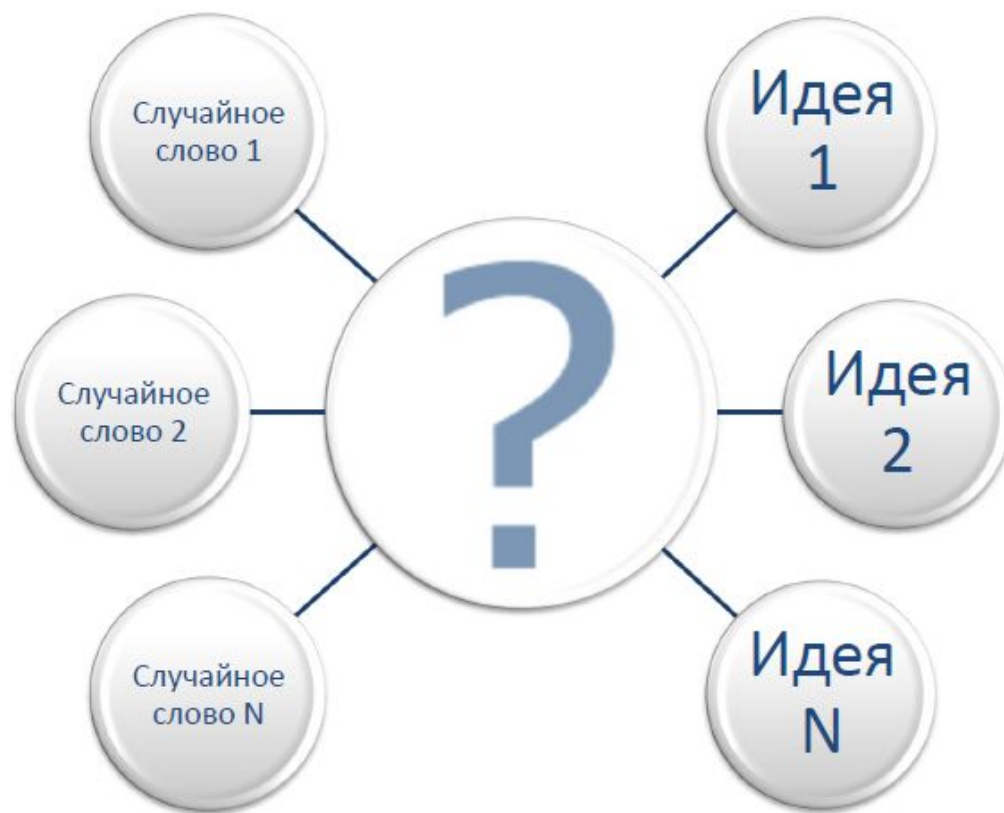 Случайное
слово 1
Идея
1
Случайное
слово 2
?
Идея
2
Случайное
слово N
Идея
N